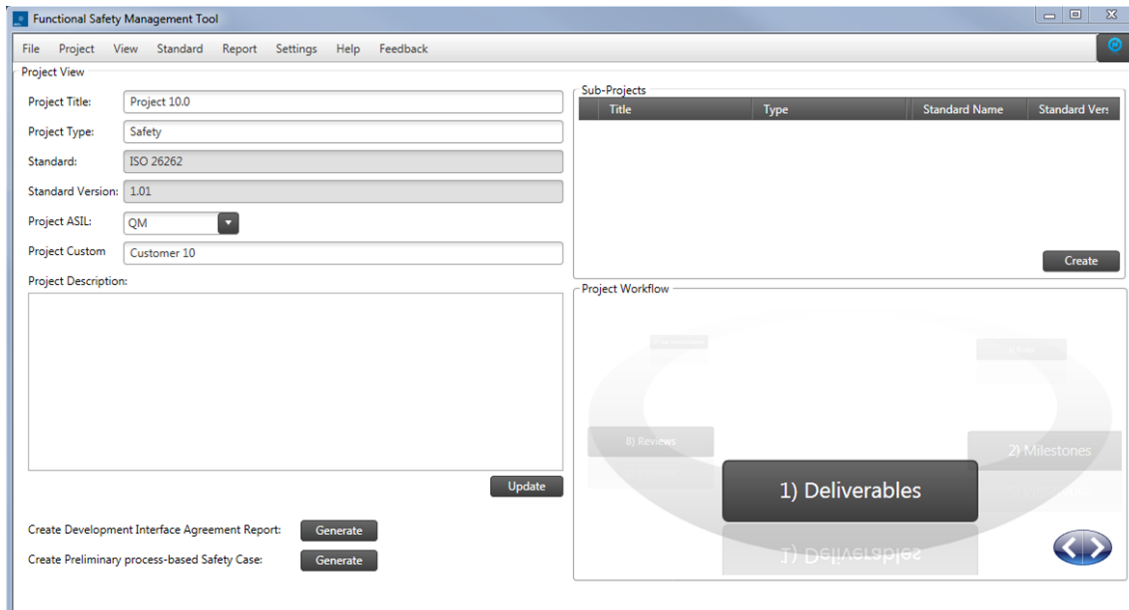 Functional Safety Management Tool
File Project View Standard Report Settings Help Feedback
Project View
Project Title: Project 10.0
Project Type: Safety
Standard: ISO 26262
Standard Version: 1.01
Project ASIL: QM
Project Custom Customer 10
Project Description:
Update
Create Development Interface Agreement Report: Generate
Create Preliminary process-based Safety Case: Generate
Sub-Projects
Title Type Standard Name Standard Vers
Create
Project Workflow
8) Reviews
2) Milestones
1) Deliverables
1) Deliverables